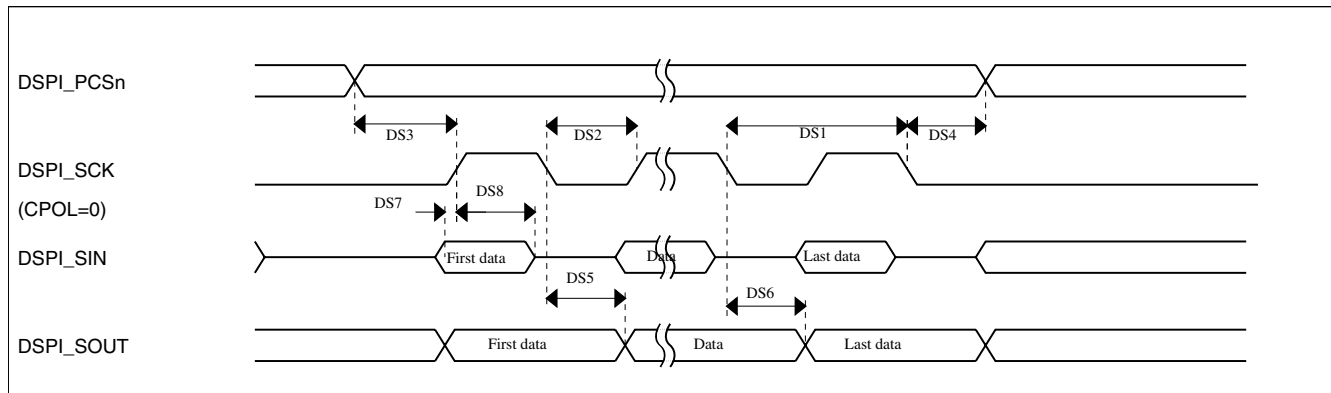 DSPI_PCSn
DS3
DS2
DS1
DS4
DSPI_SCK
(CPOL=0)
DS7
DS8
DSPI_SIN
First data
Data
Last data
DS5
DS6
DSPI_SOUT
First data
Data
Last data